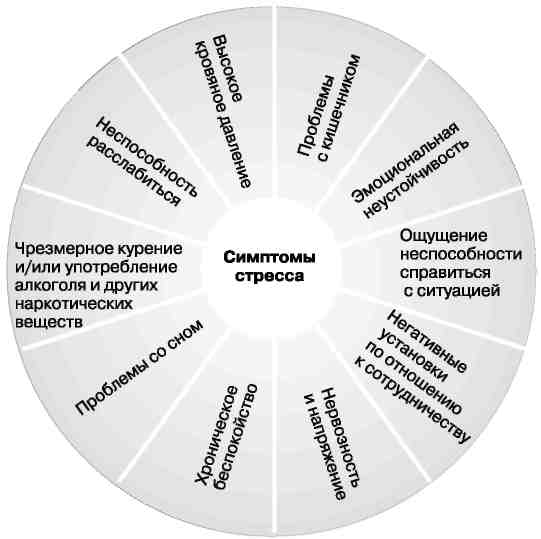 Симптомы
стресса
Высокое
кровяное давление
Проблемы
с кишечником
Эмоциональная
неустойчивость
Ощущение
неспособности
справиться
с ситуацией
Негативные
установки
по отношению
к сотрудничеству
Нервозность
и напряжение
Хроническое
беспокойство
Проблемы со сном
Чрезмерное курение
и/или употребление
алкоголя и других
наркотических
веществ
Неспособность
расслабиться